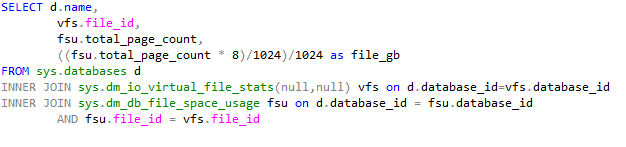 SELECT d.name,
vfs.file_id,
fsu.total_page_count,
((fsu.total_page_count * 8)/1024)/1024 as file_gb
FROM sys.databases d
INNER JOIN sys.dm_io_virtual_file_stats(null,null) vfs on d.database_id=vfs.database_id
INNER JOIN sys.dm_db_file_space_usage fsu on d.database_id = fsu.database_id
AND fsu.file_id = vfs.file_id